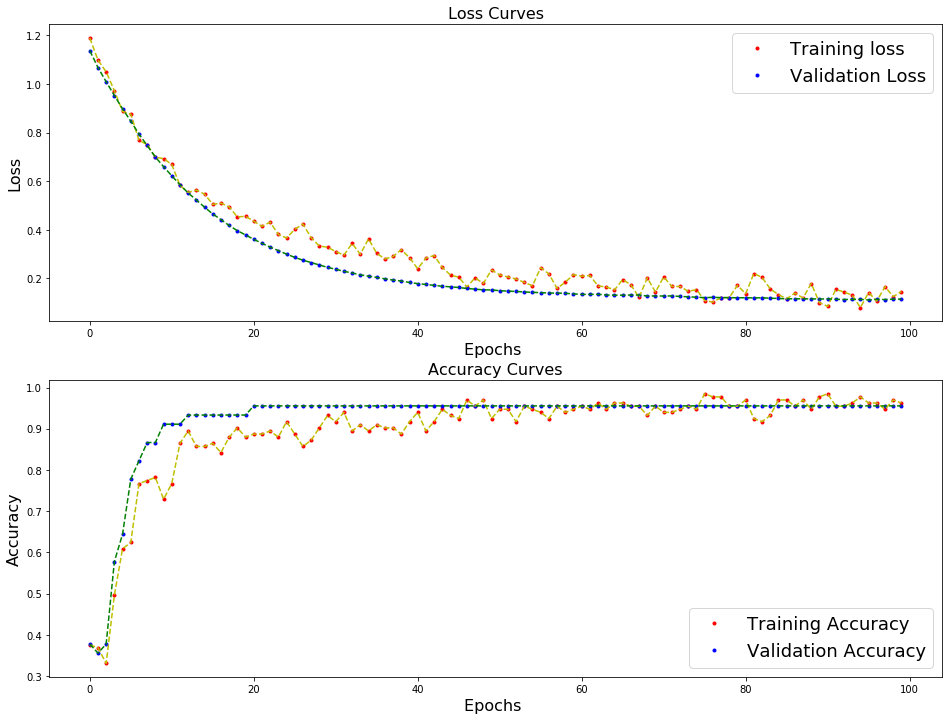 Loss Curves
1.2
1.0
0.8
0.6
0.4
0.2
Loss
Training loss
Validation Loss
0 20 40 60 80 100
Epochs
Accuracy Curves
1.0
0.9
0.8
0.7
0.6
0.5
0.4
0.3
Accuracy
Training Accuracy
Validation Accuracy
0 20 40 60 80 100
Epochs